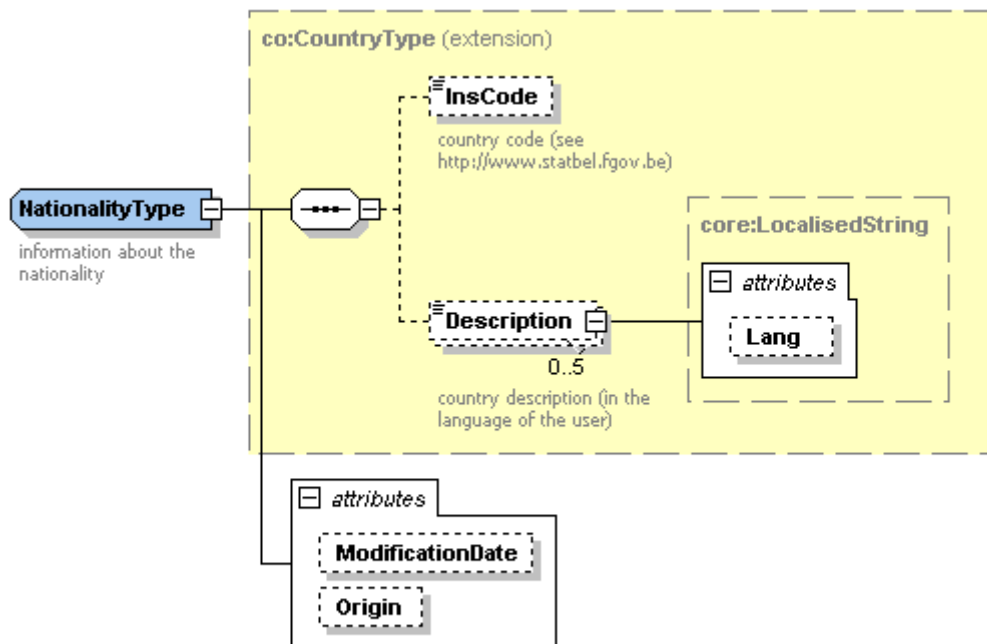 co:CountryType (extension)
InsCode
country code (see
http://www.statbel.fgov.be)
NationalityType
information about the
nationality
core:LocalisedString
attributes
Lang
Description
0..5
country description (in the
language of the user)
attributes
ModificationDate
Origin